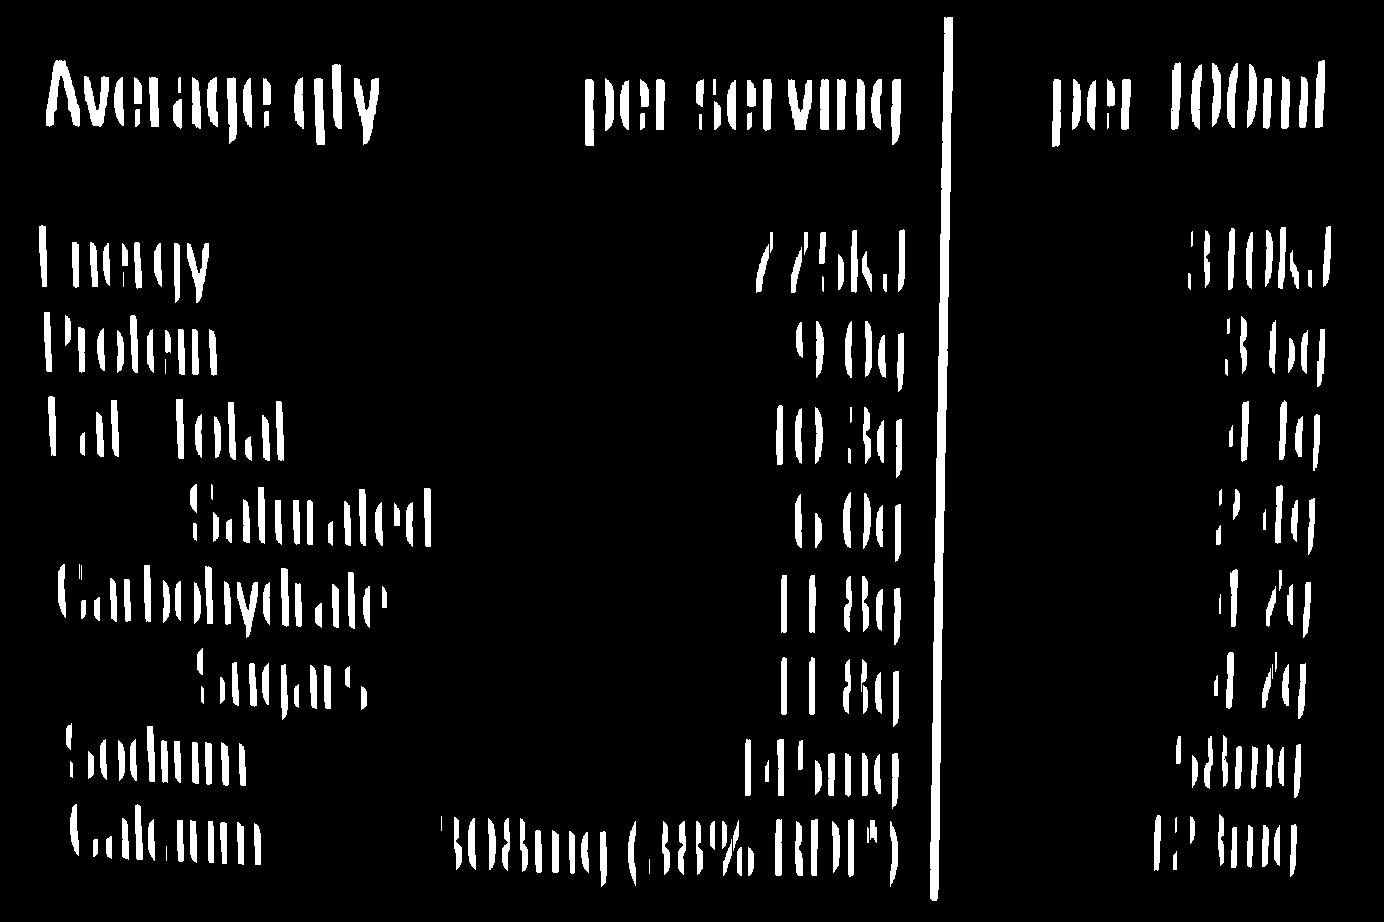 Average qty per serving per 100ml
Energy 775kJ 310kJ
Protein 9.0g 3.6g
Fat - Total 10.3g 4.1g
Saturated 6.0g 2.4g
Carbohydrate 11.8g 4.7g
Sugars 11.8g 4.7g
Sodium 145mg 58mg
Calcium 308mg (38% RDI*) 123mg